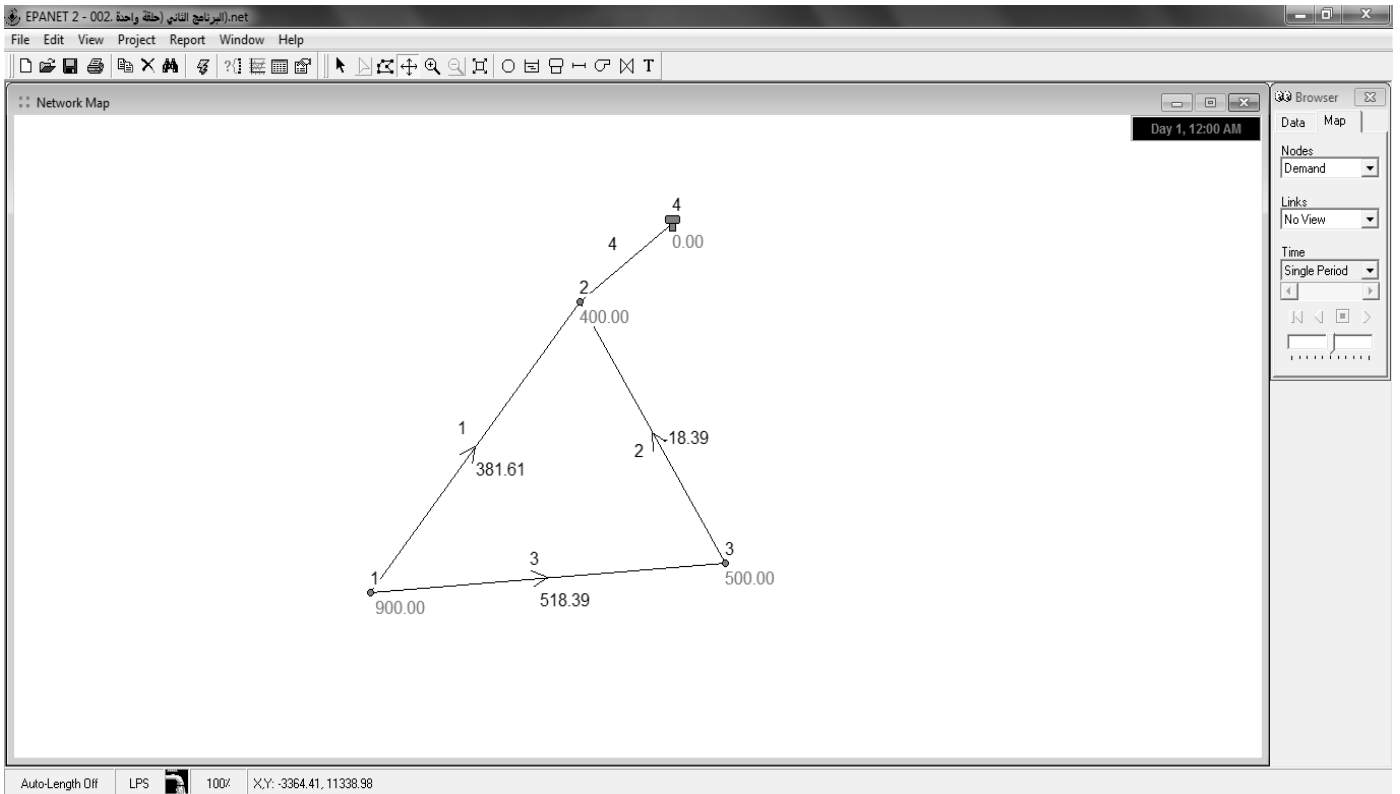 EPANET 2 - 002. البرنامج الثاني (حلقة واحدة).net
File Edit View Project Report Window Help
T
Network Map
Day 1, 12:00 AM
4
0.00
4
2
400.00
1
381.61
2
-18.39
3
518.39
1
900.00
3
500.00
Browser
Data Map
Nodes
Demand
Links
No View
Time
Single Period
Auto-Length Off LPS 100% X,Y: -3364.41, 11338.98